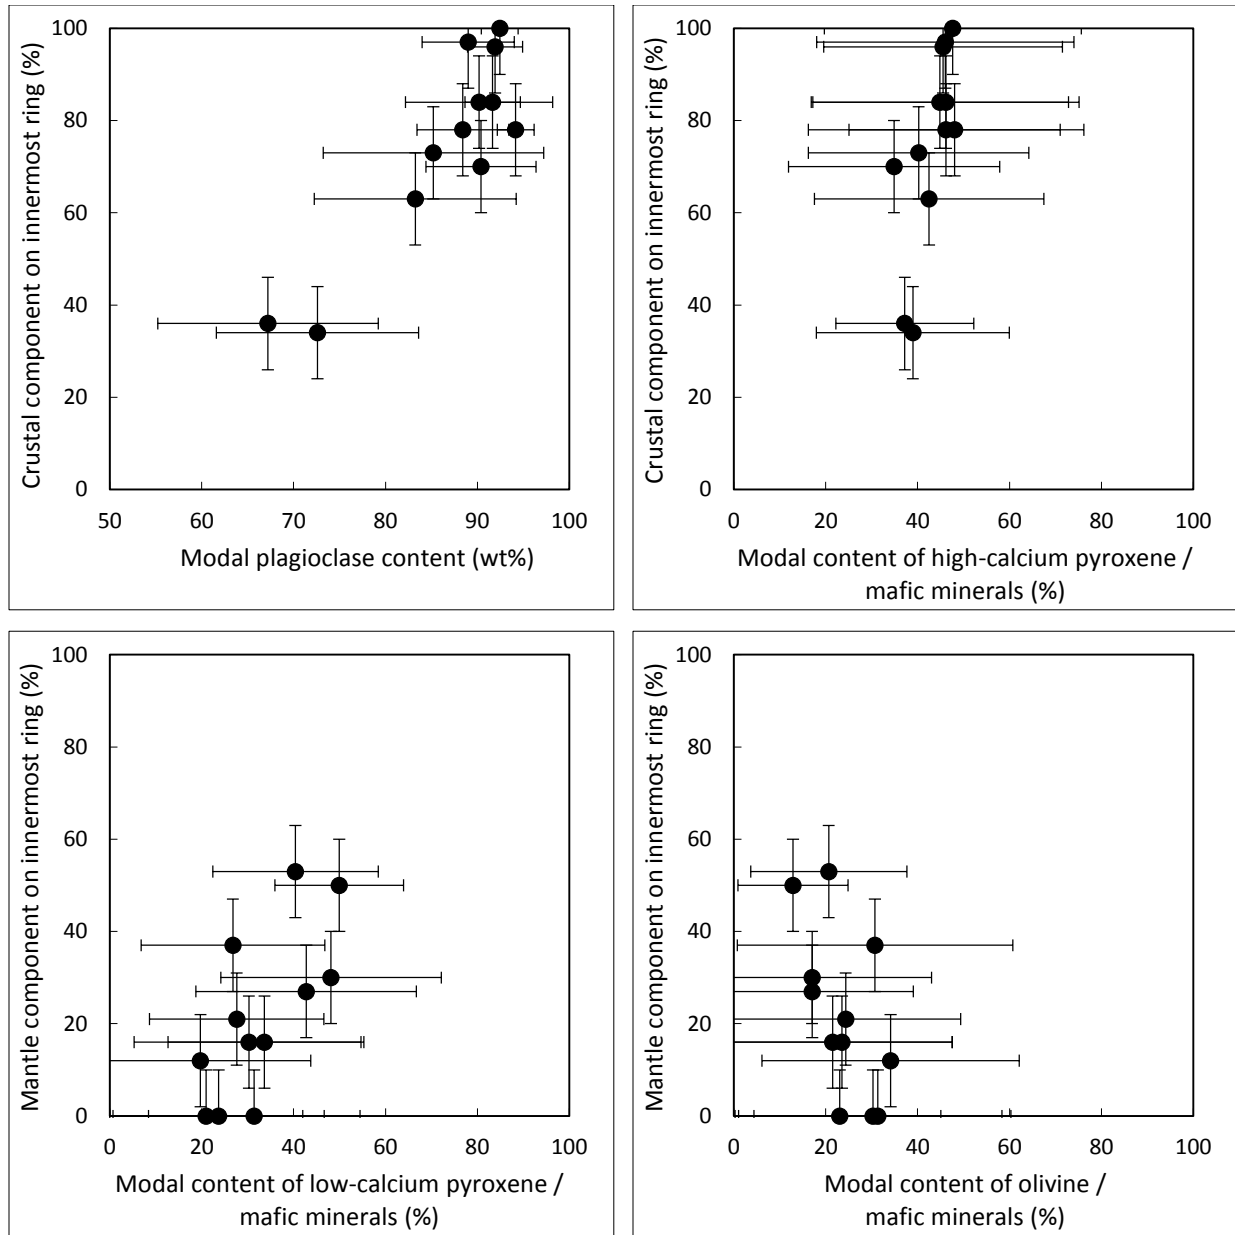 Crustal component on innermost ring (%)
100
80
60
40
20
0
50 60 70 80 90 100
Modal plagioclase content (wt%)
Crustal component on innermost ring (%)
100
80
60
40
20
0
0 20 40 60 80 100
Modal content of high-calcium pyroxene /
mafic minerals (%)
Mantle component on innermost ring (%)
100
80
60
40
20
0
0 20 40 60 80 100
Modal content of low-calcium pyroxene /
mafic minerals (%)
Mantle component on innermost ring (%)
100
80
60
40
20
0
0 20 40 60 80 100
Modal content of olivine /
mafic minerals (%)